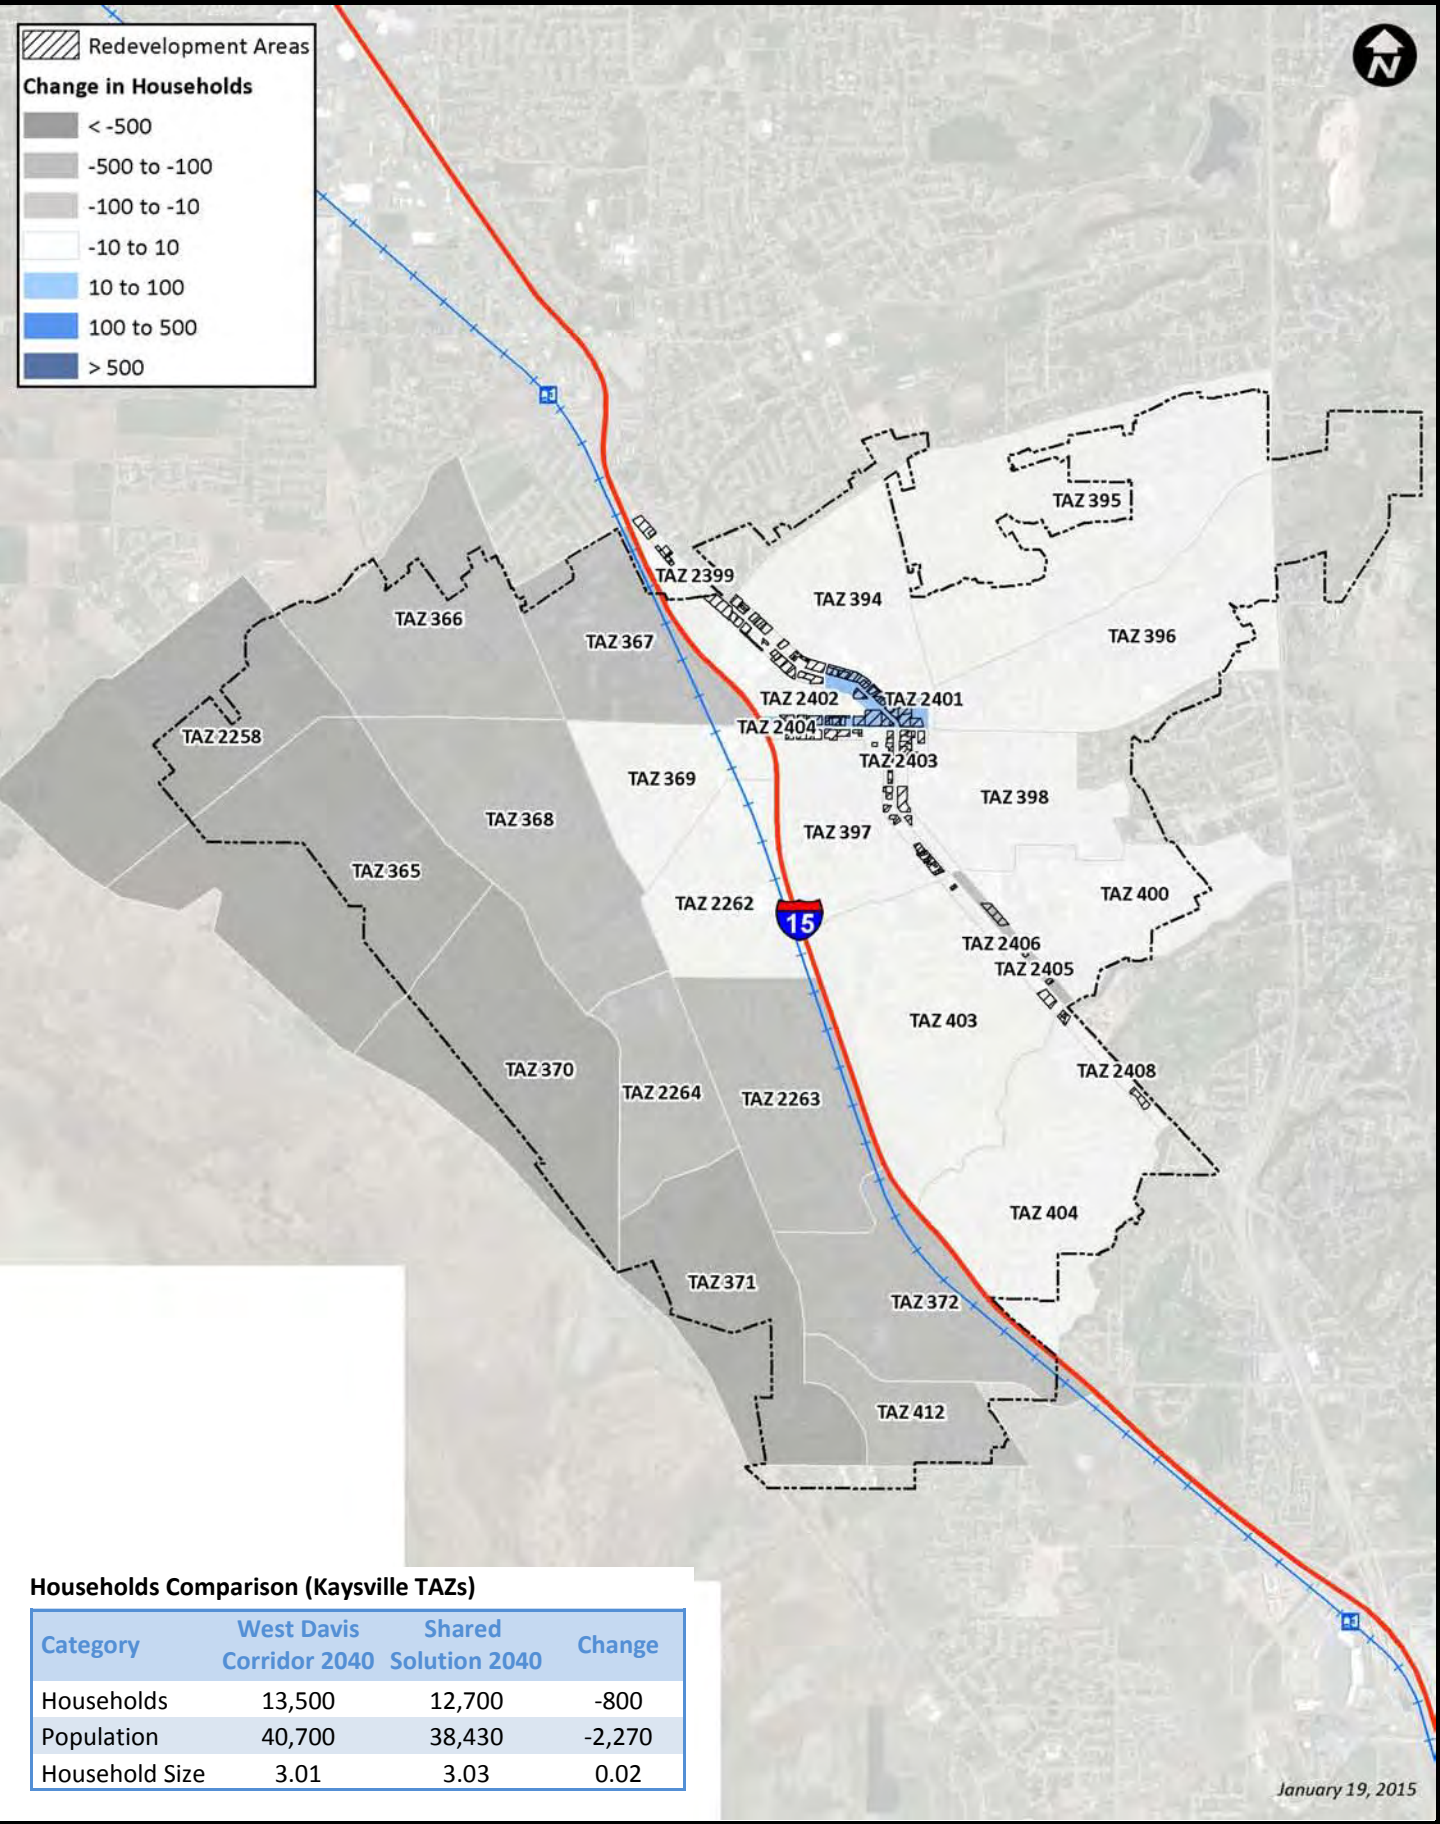 Redevelopment Areas
Change in Households
< -500
-500 to -100
-100 to -10
-10 to 10
10 to 100
100 to 500
> 500
N
TAZ 395
TAZ 2399
TAZ 394
TAZ 366
TAZ 367
TAZ 396
TAZ 2402
TAZ 2401
TAZ 2404
TAZ 2258
TAZ 2403
TAZ 369
TAZ 398
TAZ 368
TAZ 397
TAZ 365
TAZ 400
TAZ 2262
15
TAZ 2406
TAZ 2405
TAZ 403
TAZ 370
TAZ 2408
TAZ 2264
TAZ 2263
TAZ 404
TAZ 371
TAZ 372
TAZ 412
Households Comparison (Kaysville TAZs)
Category West Davis Corridor 2040 Shared Solution 2040 Change
Households 13,500 12,700 -800
Population 40,700 38,430 -2,270
Household Size 3.01 3.03 0.02
January 19, 2015